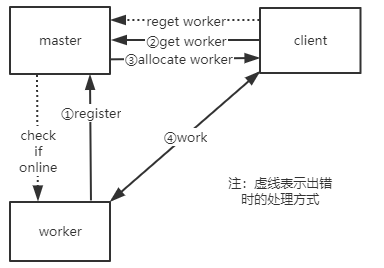 reget worker
master
②get worker
client
③allocate worker
①register
check
if
online
④work
注：虚线表示出错
时的处理方式
worker